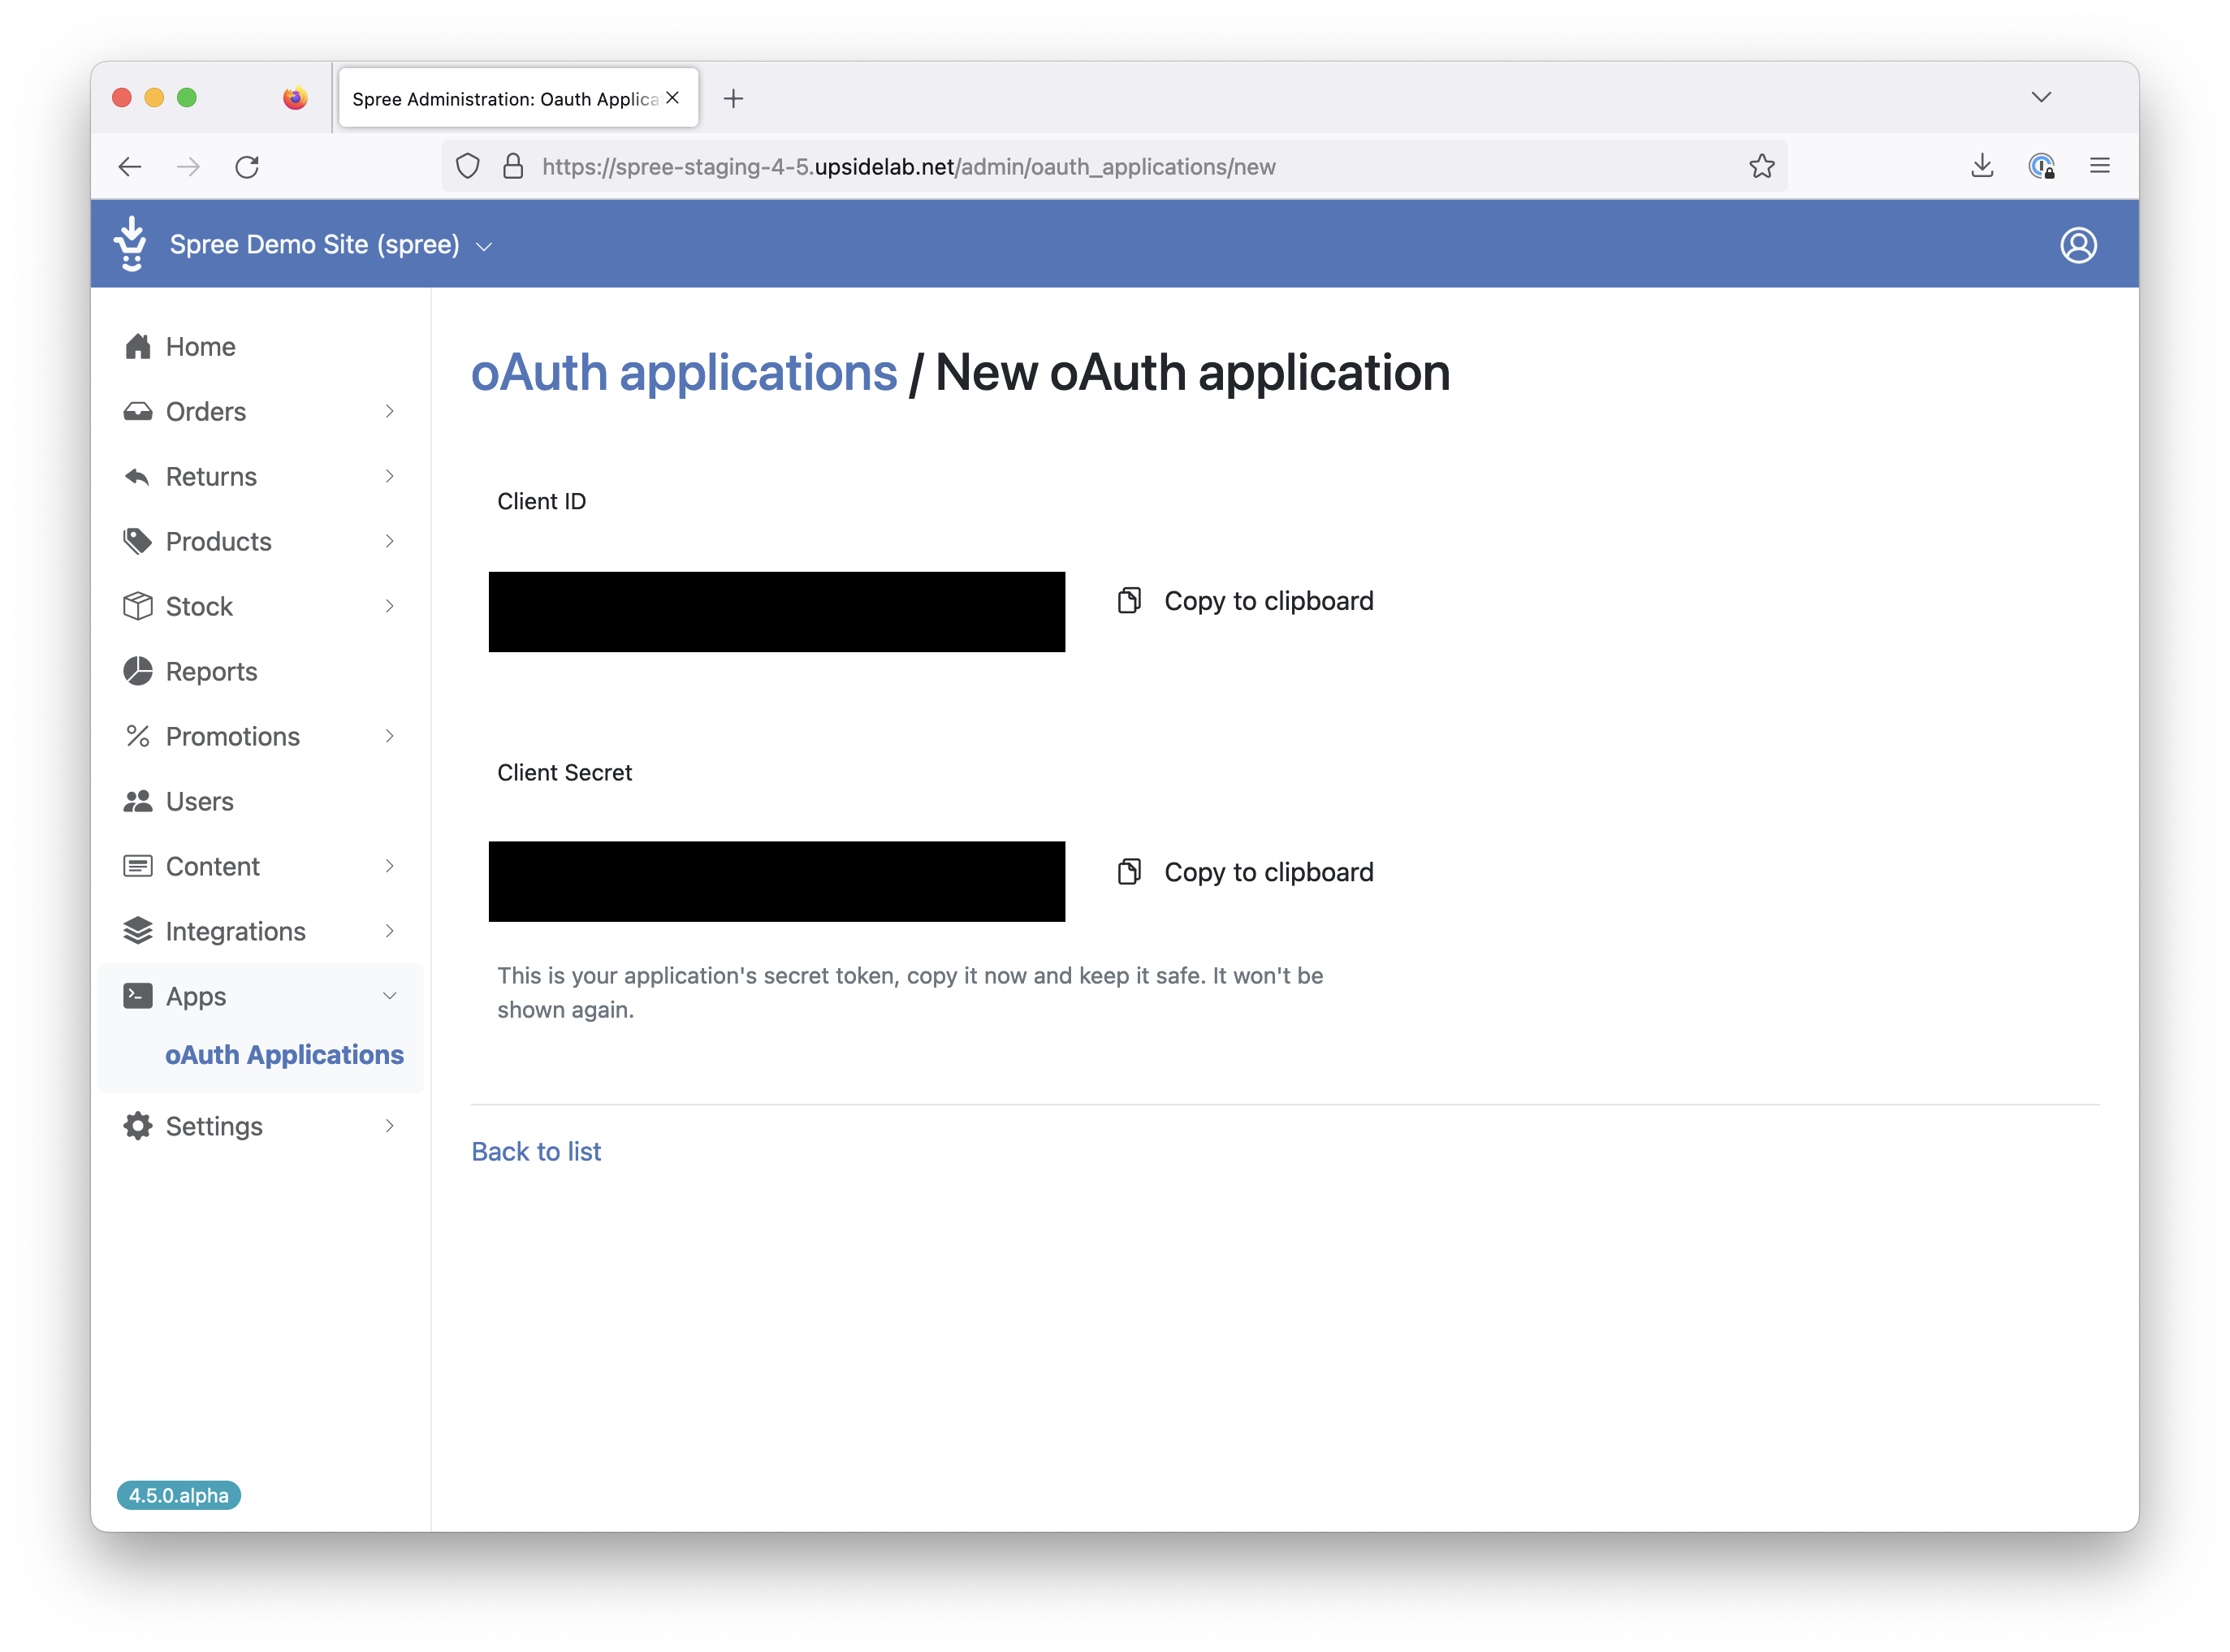 Spree Administration: Oauth Applica
https://spree-staging-4-5.upsidelab.net/admin/oauth_applications/new
Spree Demo Site (spree)
Home
Orders
Returns
Products
Stock
Reports
Promotions
Users
Content
Integrations
Apps
oAuth Applications
Settings
4.5.0.alpha
oAuth applications / New oAuth application
Client ID
Copy to clipboard
Client Secret
Copy to clipboard
This is your application's secret token, copy it now and keep it safe. It won't be
shown again.
Back to list